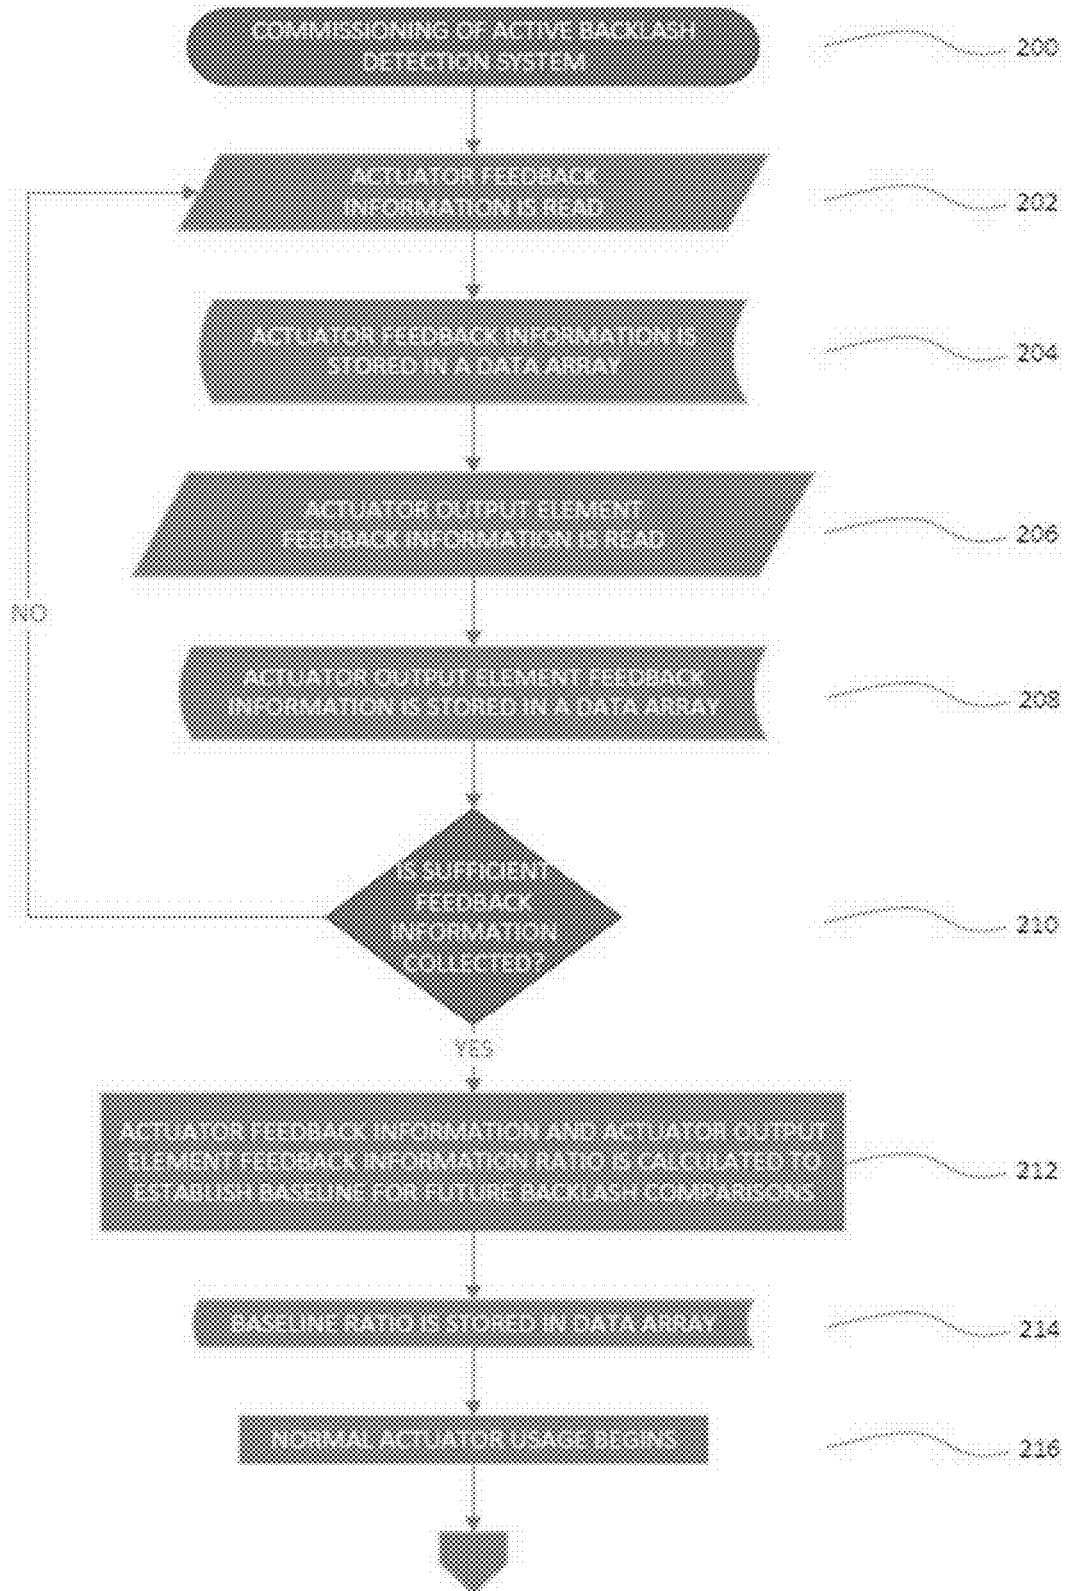 COMMISSIONING OF ACTIVE BACKLASH
DETECTION SYSTEM
200
ACTUATOR FEEDBACK
INFORMATION IS READ
202
ACTUATOR FEEDBACK INFORMATION IS
STORED IN A DATA ARRAY
204
ACTUATOR OUTPUT ELEMENT
FEEDBACK INFORMATION IS READ
206
NO
ACTUATOR OUTPUT ELEMENT FEEDBACK
INFORMATION IS STORED IN A DATA ARRAY
208
IS SUFFICIENT
FEEDBACK
INFORMATION
COLLECTED?
210
YES
ACTUATOR FEEDBACK INFORMATION AND ACTUATOR OUTPUT
ELEMENT FEEDBACK INFORMATION RATIO IS CALCULATED TO
ESTABLISH BASELINE FOR FUTURE BACKLASH COMPARISONS
212
BASELINE RATIO IS STORED IN DATA ARRAY
214
NORMAL ACTUATOR USAGE BEGINS
216